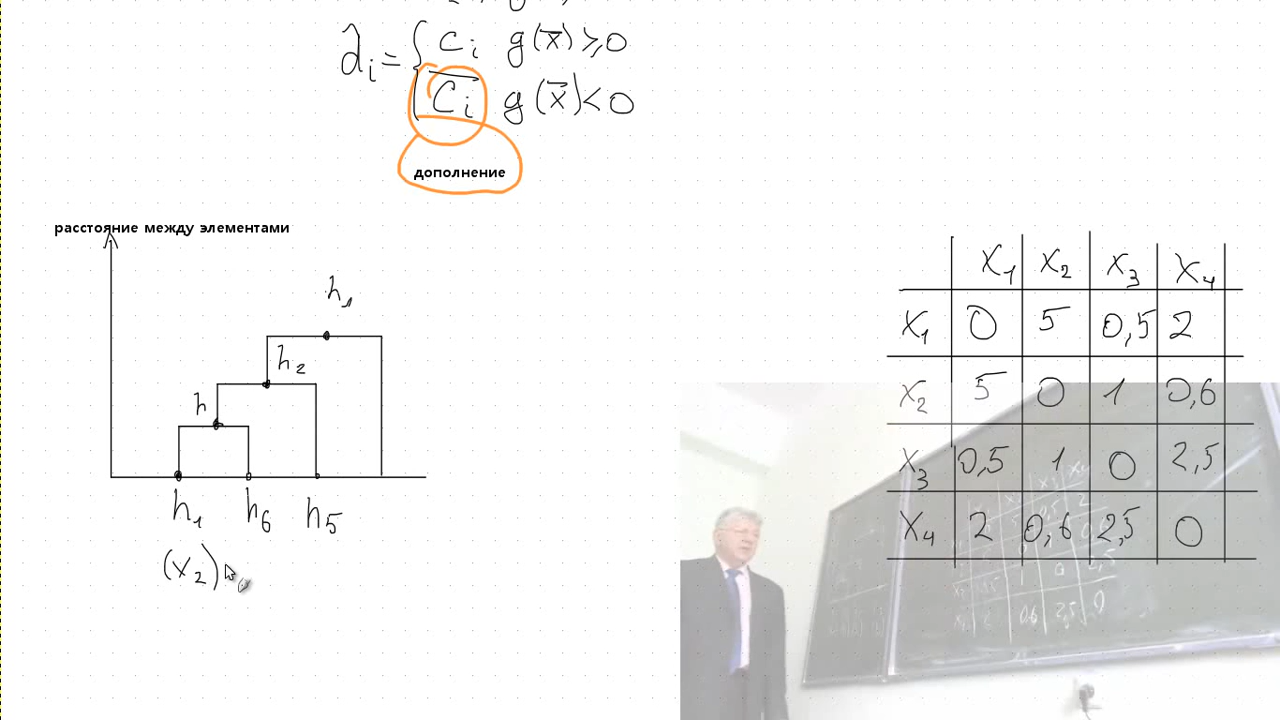 λi = { Ci g(x̅) ⩾ 0
C̅i g(x̅) < 0
дополнение
расстояние между элементами
h1
h2
h
h1 h6 h5
(x2)
x1 x2 x3 x4
x1 0 5 0,5 2
x2 5 0 1 0,6
x3 0,5 1 0 2,5
x4 2 0,6 2,5 0